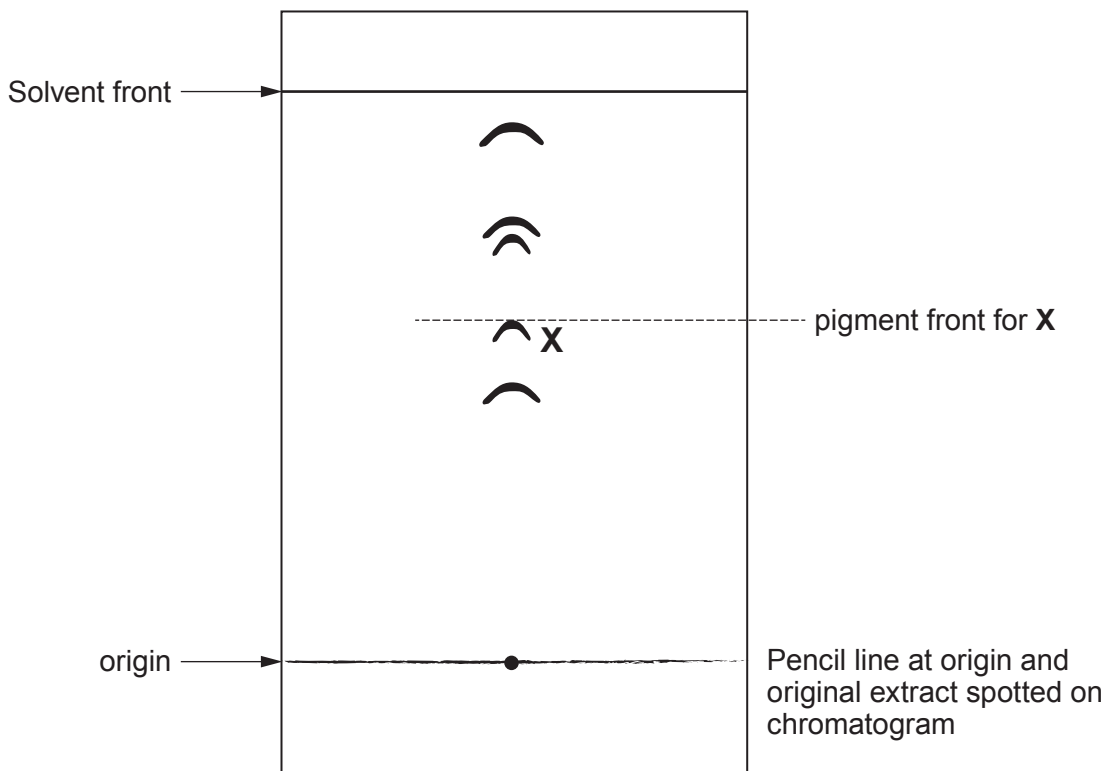 Solvent front
X
pigment front for X
origin
Pencil line at origin and
original extract spotted on
chromatogram